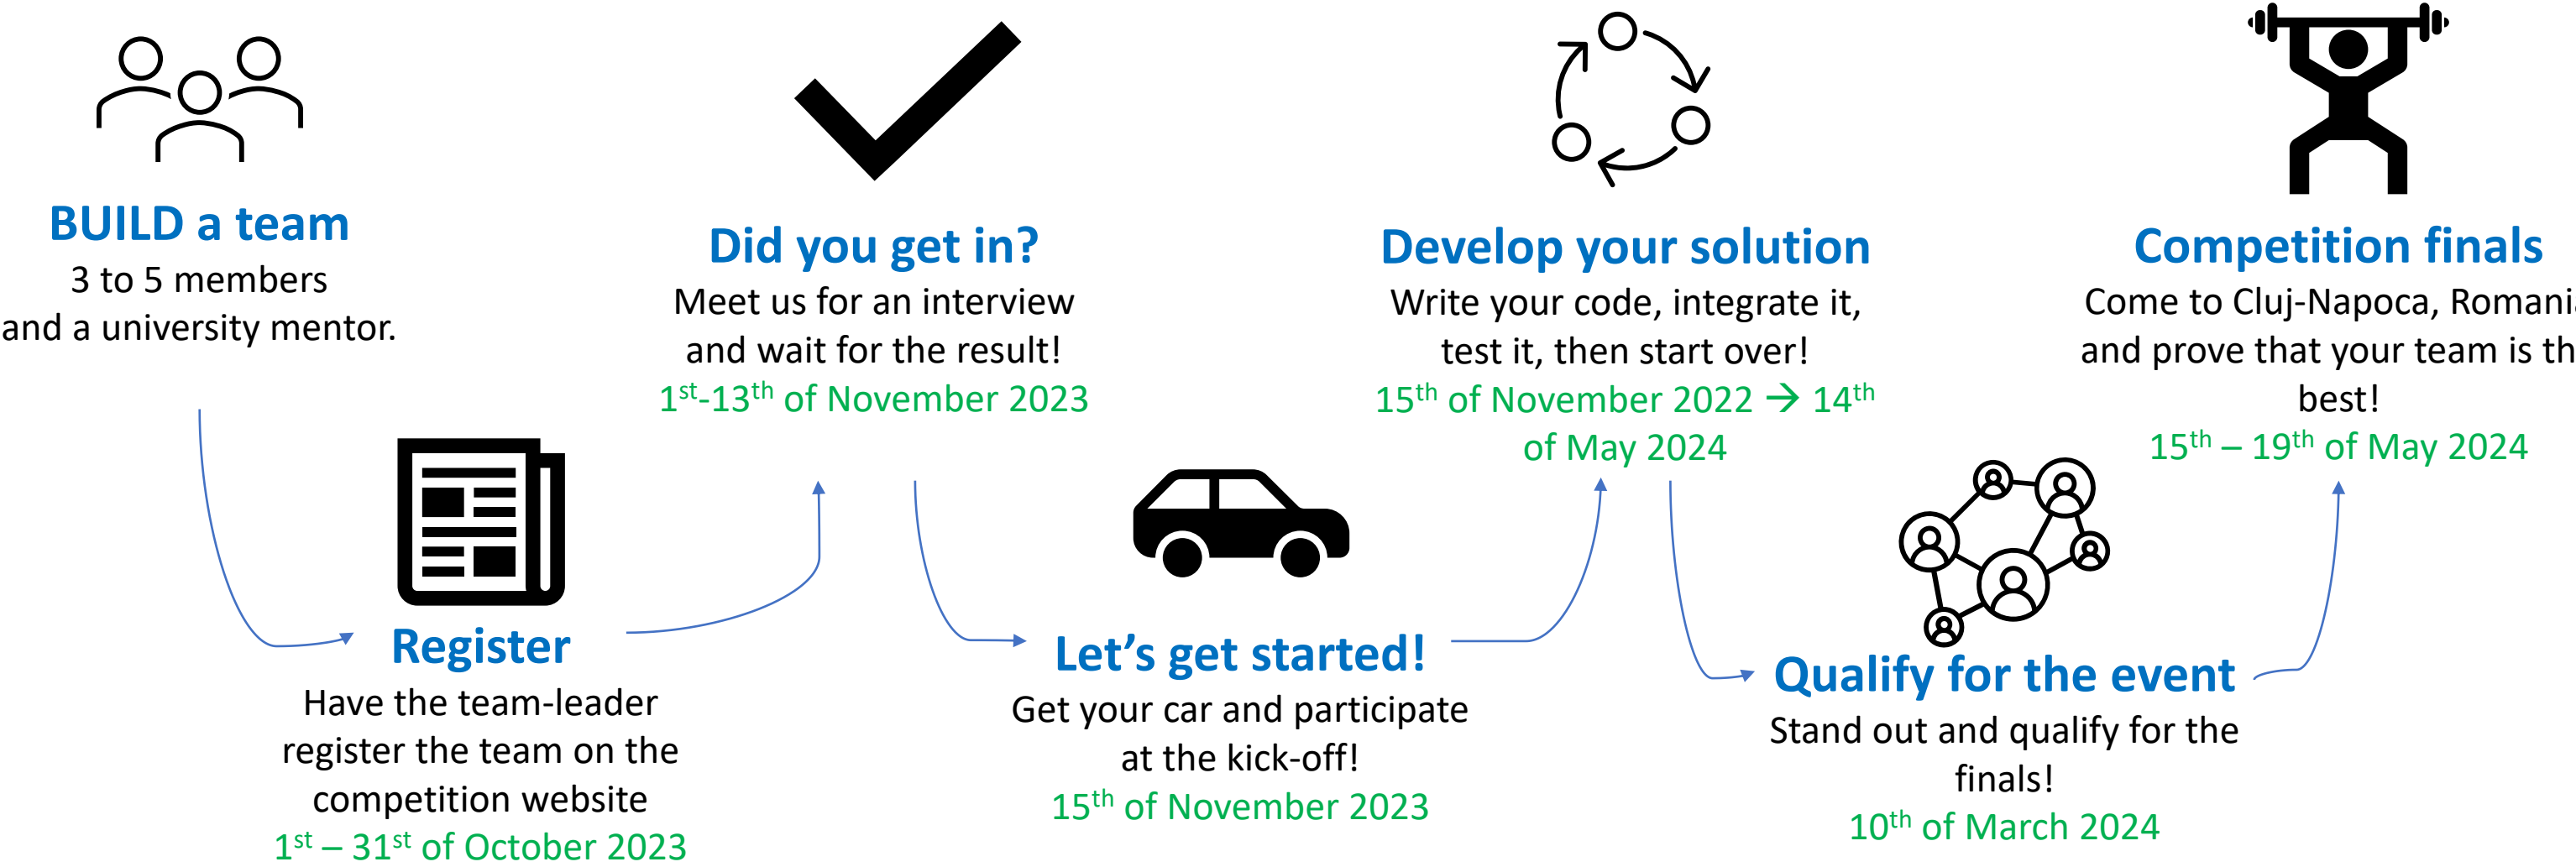 BUILD a team
3 to 5 members
and a university mentor.
Register
Have the team-leader
register the team on the
competition website
1st – 31st of October 2023
Did you get in?
Meet us for an interview
and wait for the result!
1st-13th of November 2023
Let’s get started!
Get your car and participate
at the kick-off!
15th of November 2023
Develop your solution
Write your code, integrate it,
test it, then start over!
15th of November 2022 → 14th
of May 2024
Qualify for the event
Stand out and qualify for the
finals!
10th of March 2024
Competition finals
Come to Cluj-Napoca, Romani
and prove that your team is th
best!
15th – 19th of May 2024